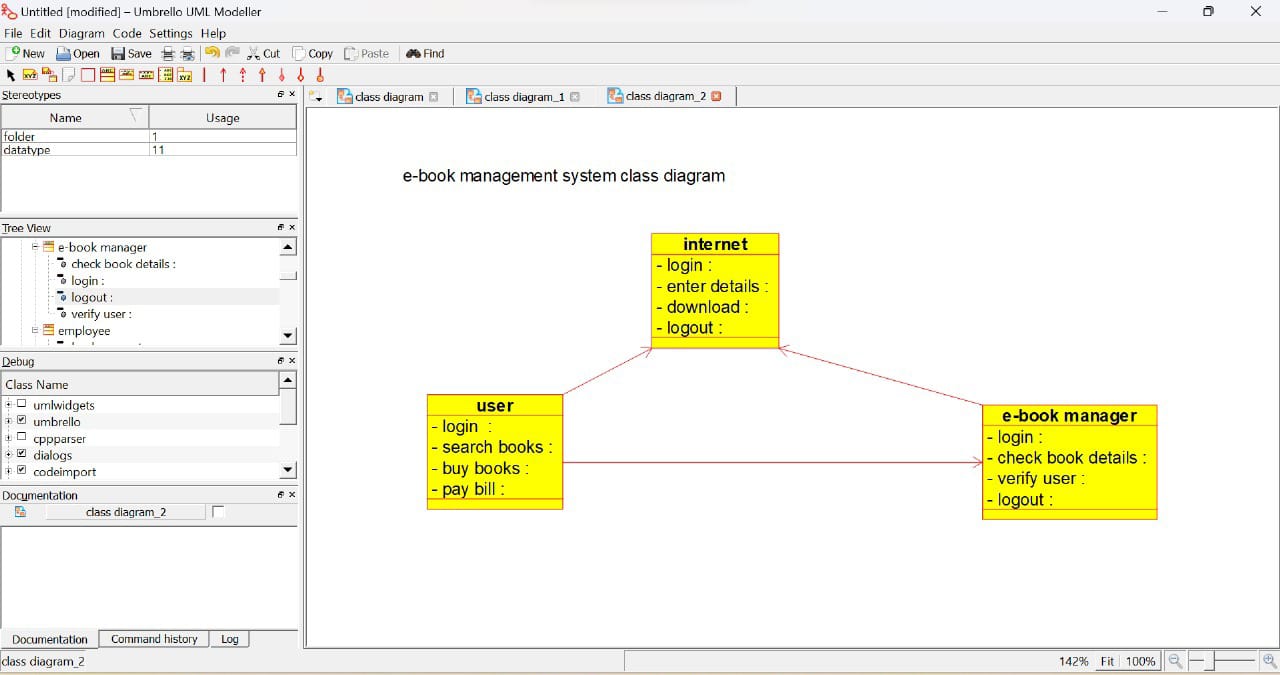 Untitled [modified] – Umbrello UML Modeller
File Edit Diagram Code Settings Help
New Open Save Cut Copy Paste Find
Stereotypes
Name Usage
folder 1
datatype 11
Tree View
e-book manager
check book details :
login :
logout :
verify user :
employee
Debug
Class Name
umlwidgets
umbrello
cppparser
dialogs
codeimport
Documentation
class diagram_2
Documentation Command history Log
class diagram_2
class diagram class diagram_1 class diagram_2
e-book management system class diagram
internet
- login :
- enter details :
- download :
- logout :
user
- login :
- search books :
- buy books :
- pay bill :
e-book manager
- login :
- check book details :
- verify user :
- logout :
142% Fit 100%